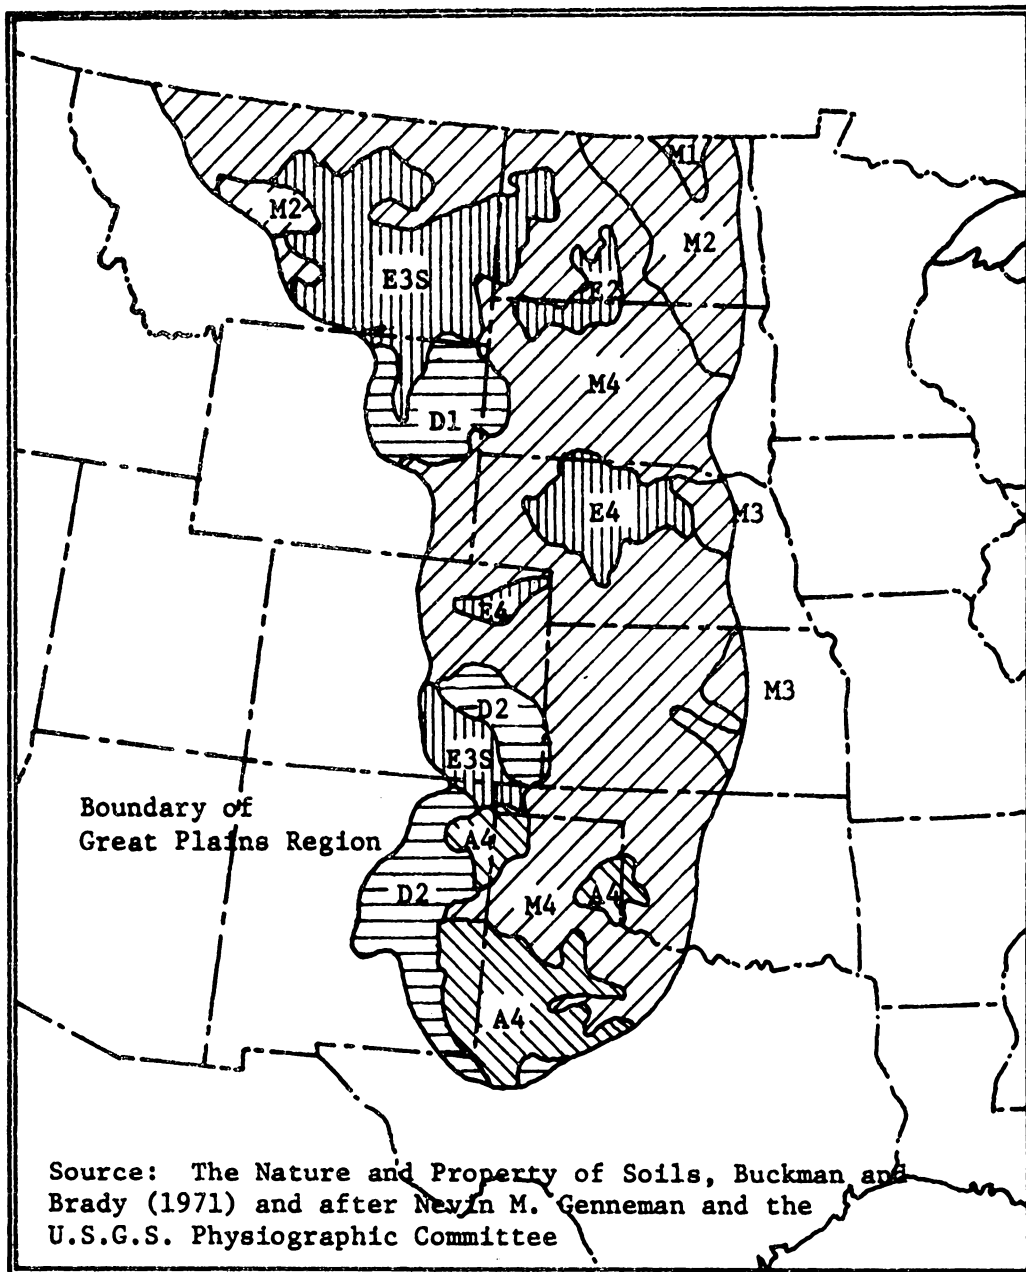 M1
M2
M2
E3S
E2
M4
D1
E4
M3
E4
M3
D2
E3S
Boundary of
Great Plains Region
A4
D2
M4
A4
A4
Source: The Nature and Property of Soils, Buckman and
Brady (1971) and after Nevin M. Genneman and the
U.S.G.S. Physiographic Committee